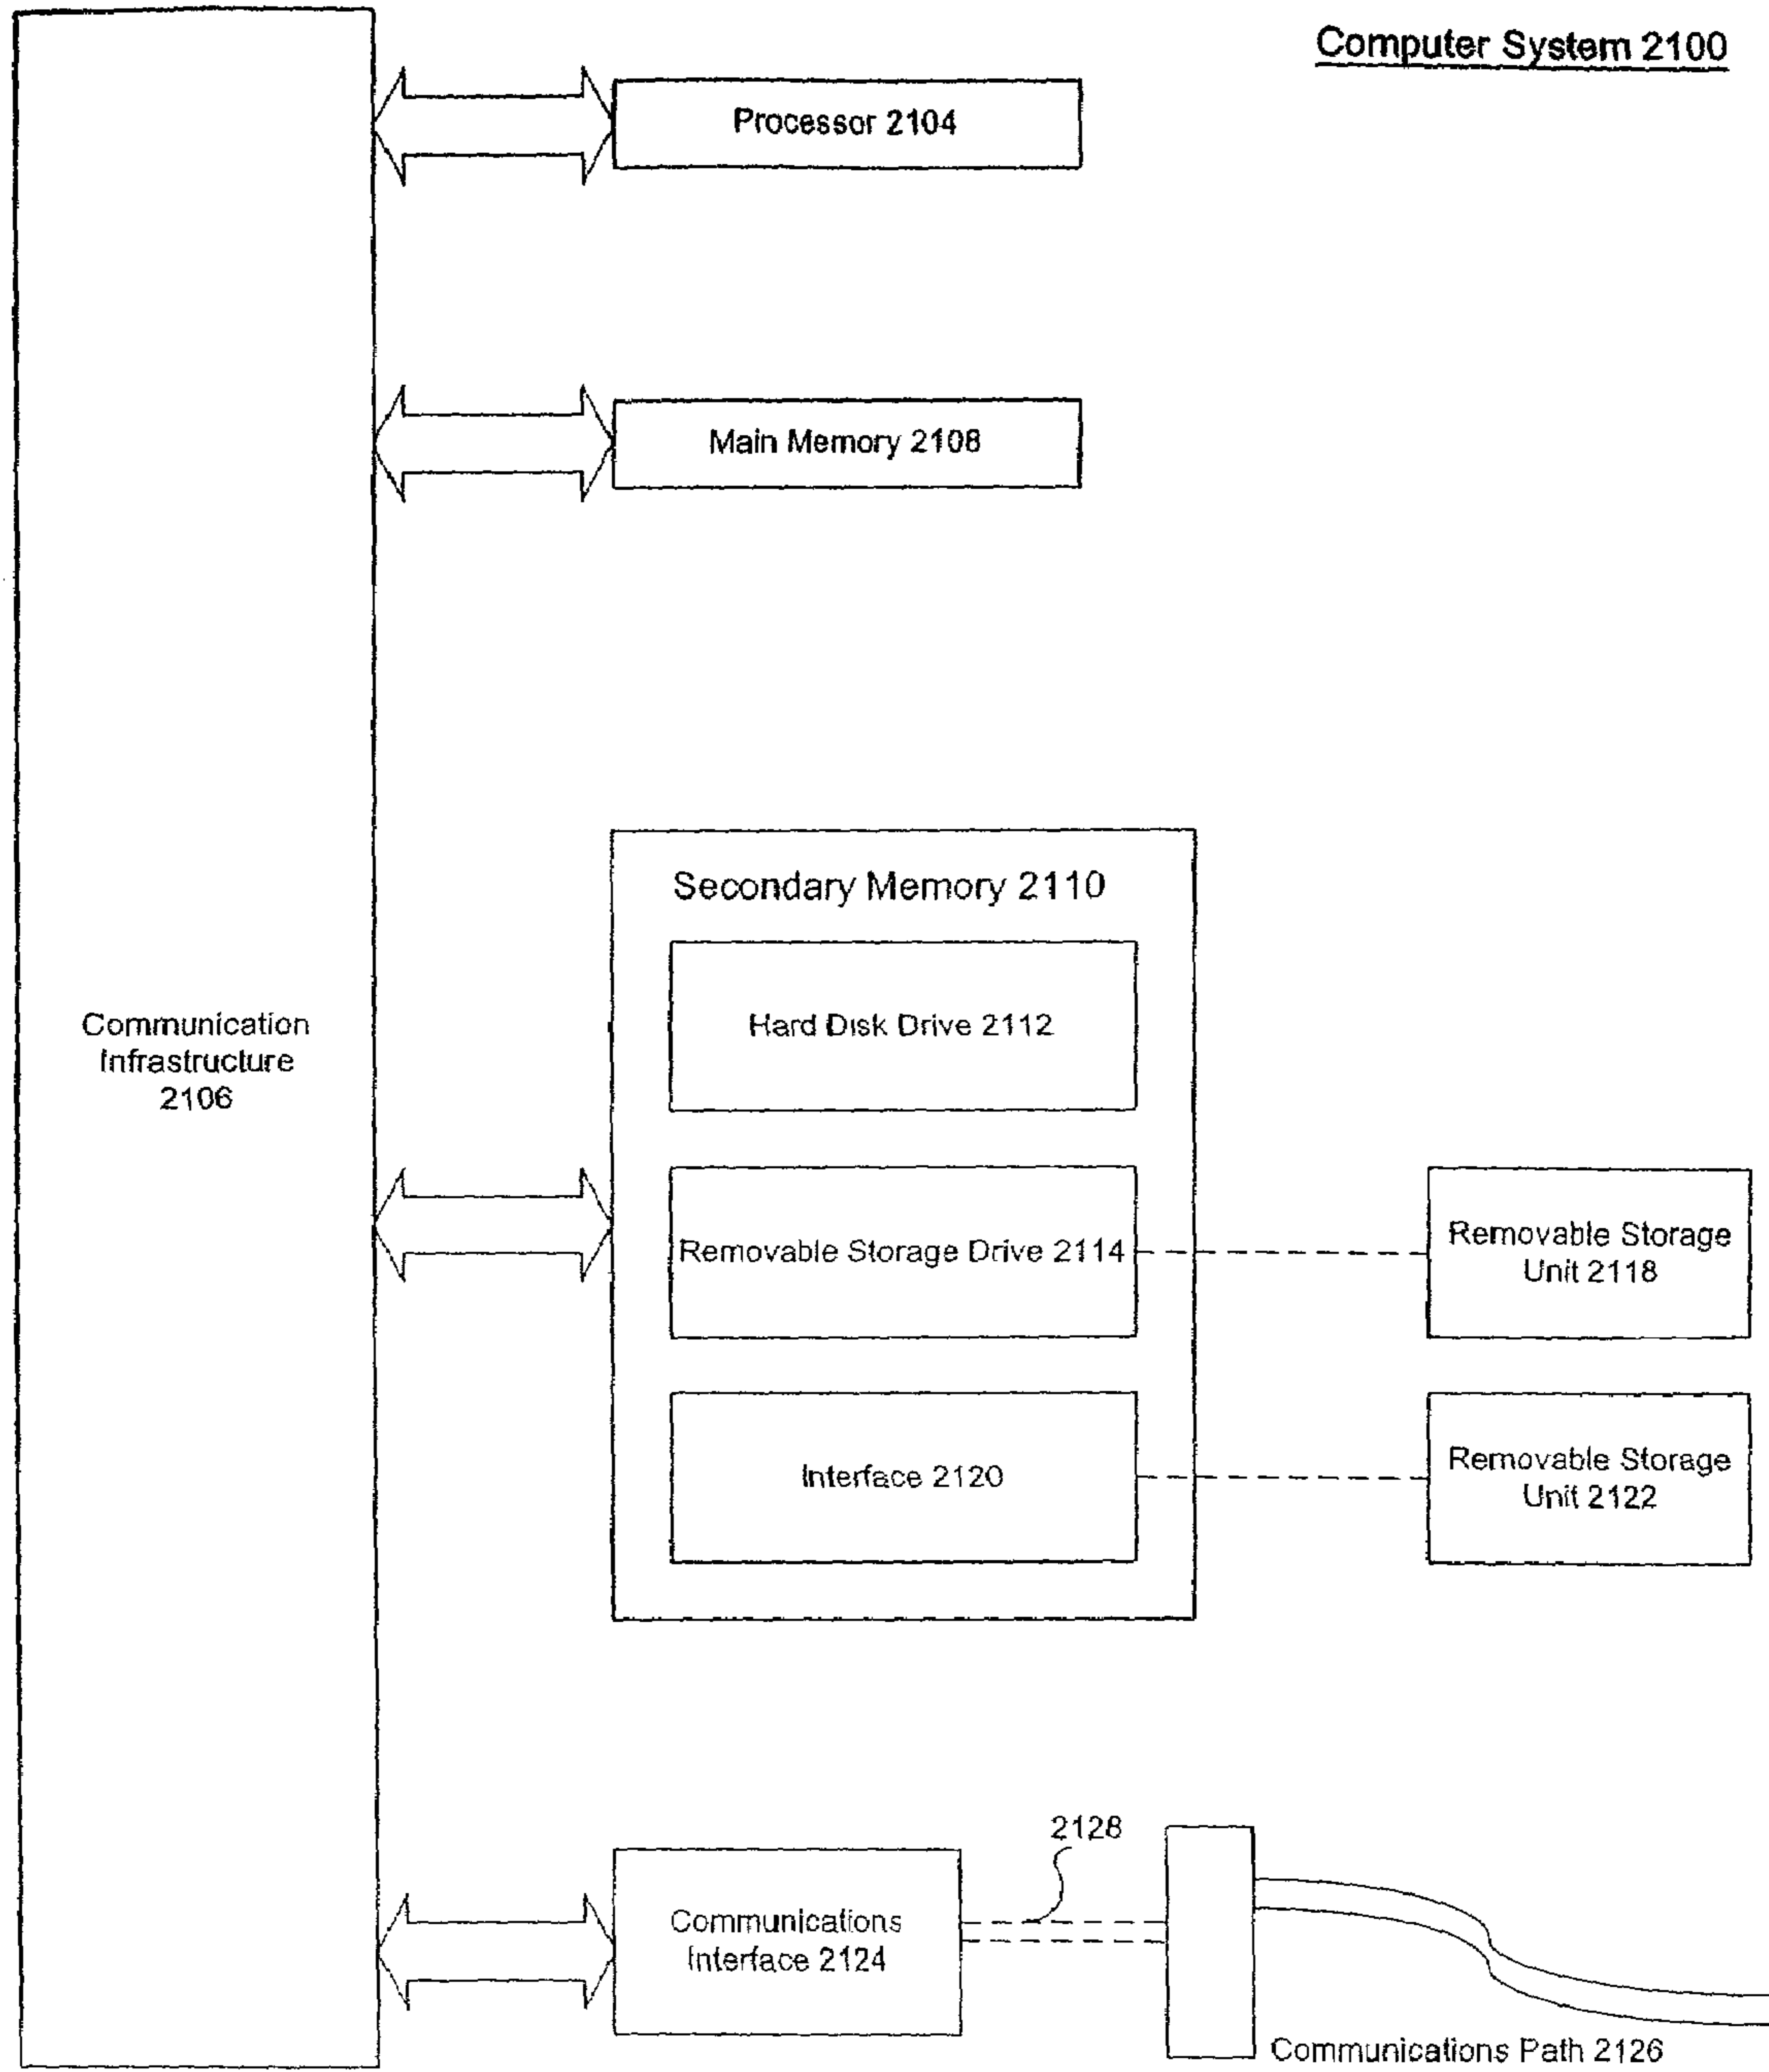 Computer System 2100
Processor 2104
Main Memory 2108
Secondary Memory 2110
Hard Disk Drive 2112
Communication
Infrastructure
2106
Removable Storage Drive 2114
Removable Storage
Unit 2118
Interface 2120
Removable Storage
Unit 2122
2128
Communications
Interface 2124
Communications Path 2126